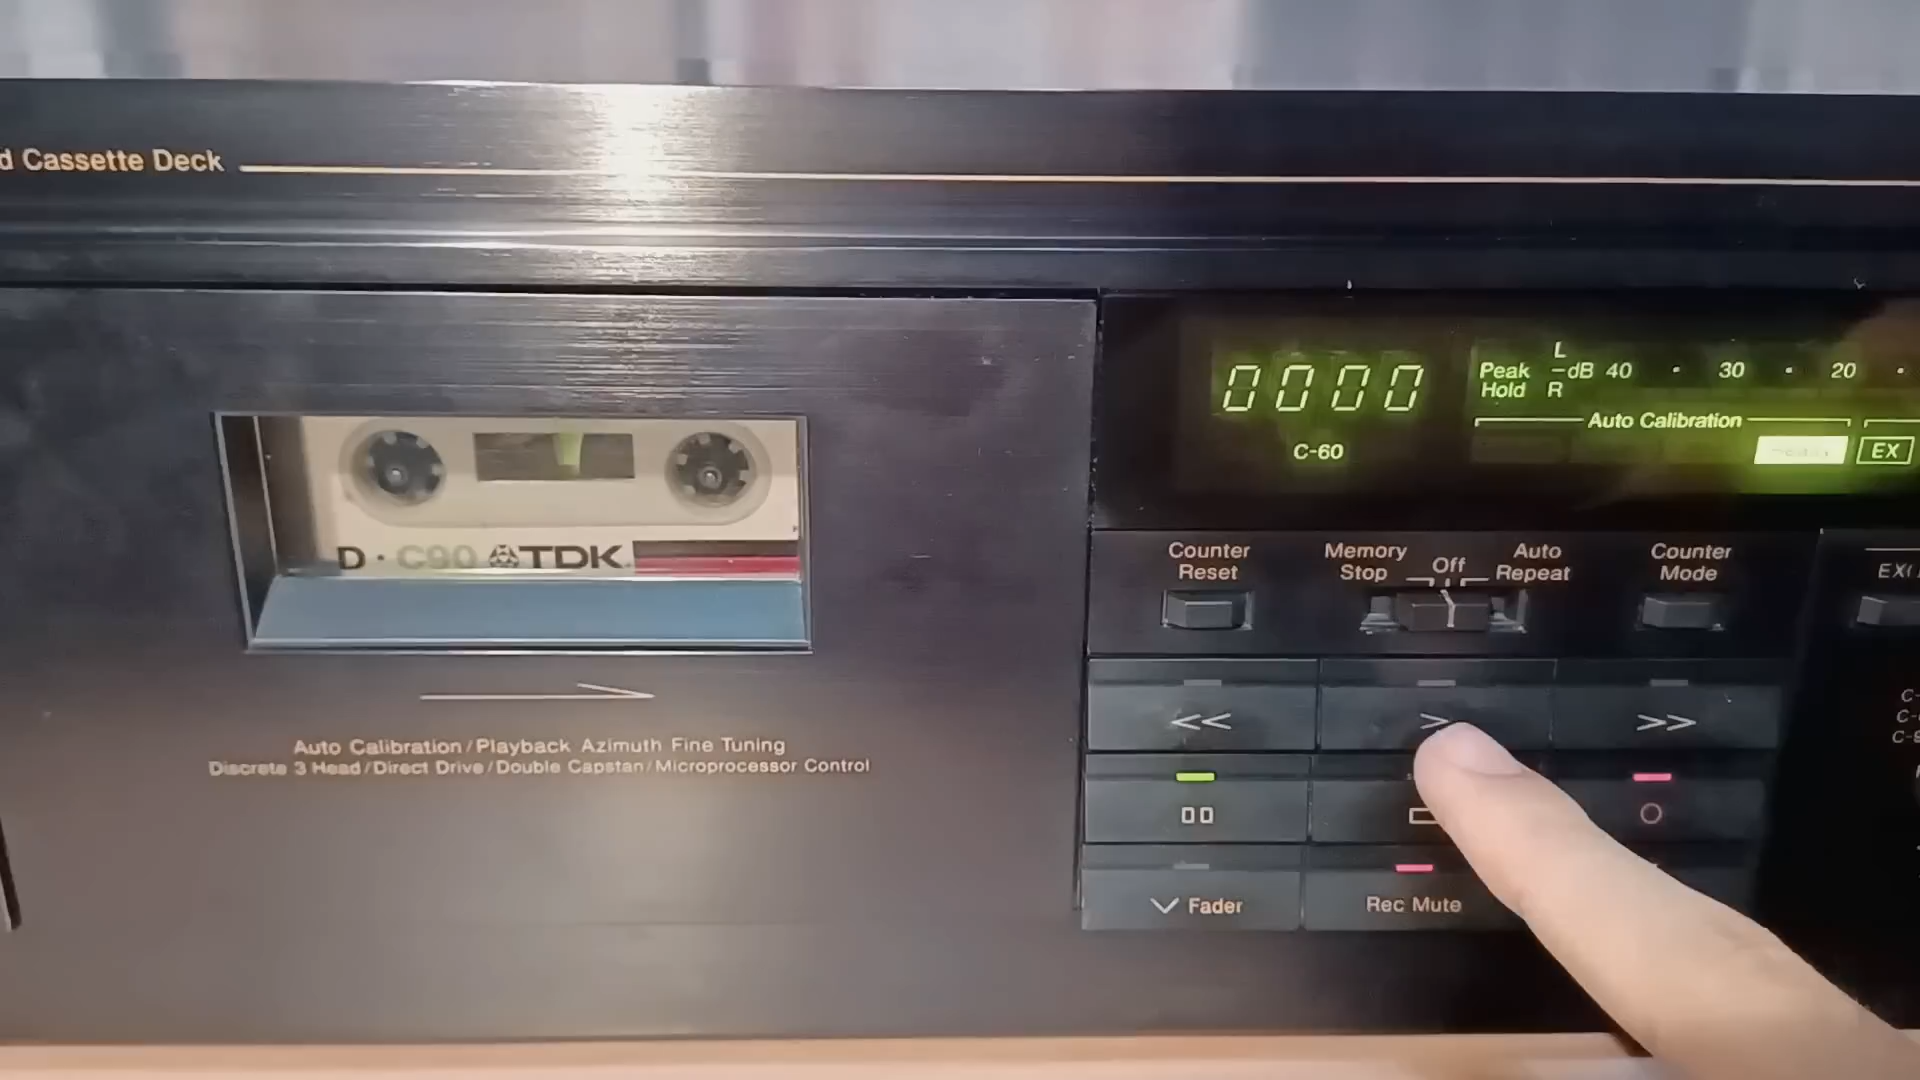 d Cassette Deck
0000
C-60
Peak Hold
L
R
-dB 40 · 30 · 20 ·
Auto Calibration
EX
D · C90 TDK
Counter Reset
Memory Stop
Off
Auto Repeat
Counter Mode
EX
<< > >>
Auto Calibration/Playback Azimuth Fine Tuning
Discrete 3 Head/Direct Drive/Double Capstan/Microprocessor Control
Fader
Rec Mute
C-
C-
C-9